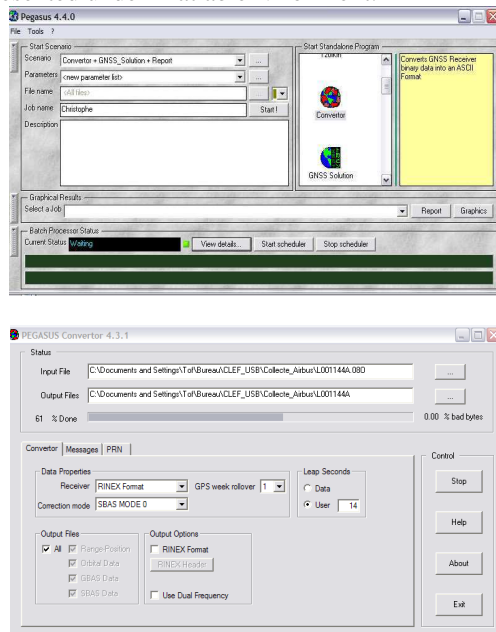 Pegasus 4.4.0
File Tools ?
Start Scenario
Scenario Convertor + GNSS_Solution + Report ...
Parameters <new parameter list> ...
File name <All files>
Job name Christophe Start !
Description
Start Standalone Program
Convertor
GNSS Solution
Converts GNSS Receiver
binary data into an ASCII
Format
Graphical Results
Select a Job Report Graphics
Batch Processor Status
Current Status Waiting View details... Start scheduler Stop scheduler
PEGASUS Convertor 4.3.1
Status
Input File C:\Documents and Settings\Tof\Bureau\CLEF_USB\Collecte_Airbus\L001144A.08O ...
Output Files C:\Documents and Settings\Tof\Bureau\CLEF_USB\Collecte_Airbus\L001144A ...
61 % Done 0.00 % bad bytes
Convertor Messages PRN
Data Properties
Receiver RINEX Format GPS week rollover 1
Correction mode SBAS MODE 0
Leap Seconds
Data
User 14
Output Files
All Range-Position
Orbital Data
GBAS Data
SBAS Data
Output Options
RINEX Format
RINEX Header
Use Dual Frequency
Control
Stop
Help
About
Exit